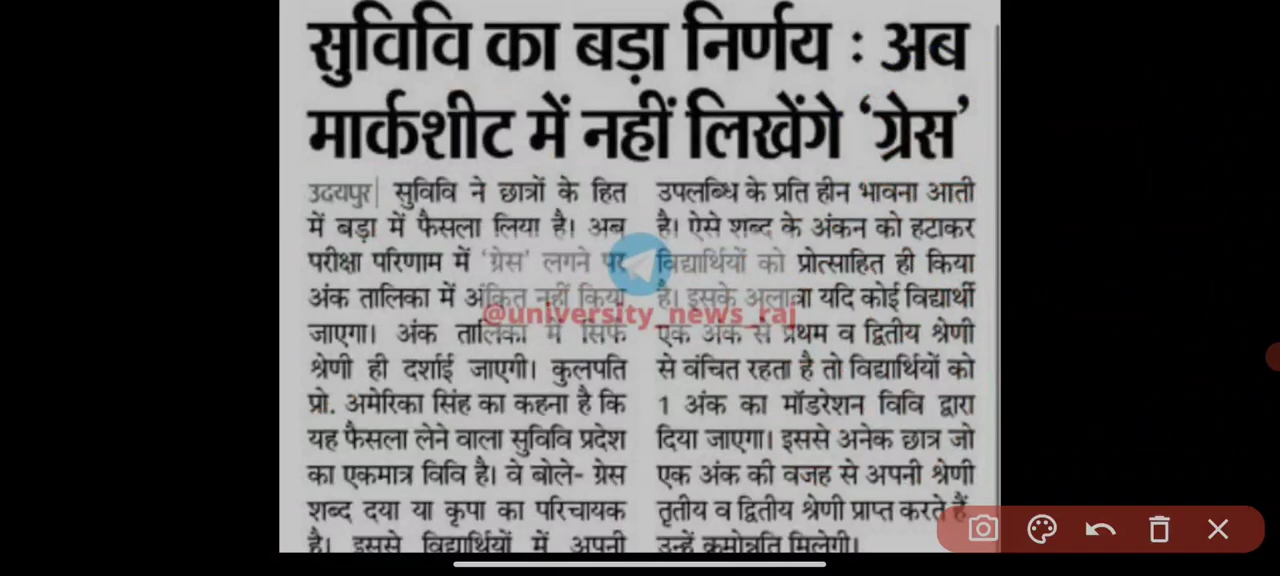 सुविवि का बड़ा निर्णय : अब
मार्कशीट में नहीं लिखेंगे 'ग्रेस'
उदयपुर| सुविवि ने छात्रों के हित
में बड़ा में फैसला लिया है। अब
परीक्षा परिणाम में 'ग्रेस' लगने पर
अंक तालिका में अंकित नहीं किया
जाएगा। अंक तालिका में सिर्फ
श्रेणी ही दर्शाई जाएगी। कुलपति
प्रो. अमेरिका सिंह का कहना है कि
यह फैसला लेने वाला सुविवि प्रदेश
का एकमात्र विवि है। वे बोले- ग्रेस
शब्द दया या कृपा का परिचायक
है। इससे विद्यार्थियों में अपनी
उपलब्धि के प्रति हीन भावना आती
है। ऐसे शब्द के अंकन को हटाकर
विद्यार्थियों को प्रोत्साहित ही किया
है। इसके अलावा यदि कोई विद्यार्थी
एक अंक से प्रथम व द्वितीय श्रेणी
से वंचित रहता है तो विद्यार्थियों को
1 अंक का मॉडरेशन विवि द्वारा
दिया जाएगा। इससे अनेक छात्र जो
एक अंक की वजह से अपनी श्रेणी
तृतीय व द्वितीय श्रेणी प्राप्त करते हैं,
उन्हें क्रमोन्नति मिलेगी।
@university_news_raj